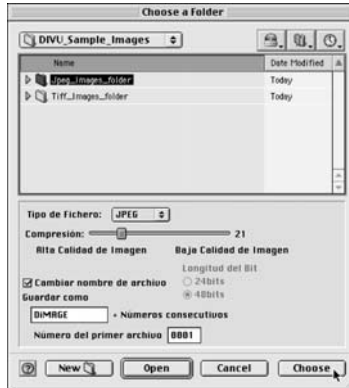 Choose a Folder
DIVU_Sample_Images
Name Date Modified
Jpeg_Images_folder Today
Tiff_Images_folder Today
Tipo de Fichero: JPEG
Compresión: 21
Alta Calidad de Imagen Baja Calidad de Imagen
Longitud del Bit
Cambiar nombre de archivo 24bits
Guardar como 48bits
DiMAGE + Números consecutivos
Número del primer archivo 0001
? New Open Cancel Choose